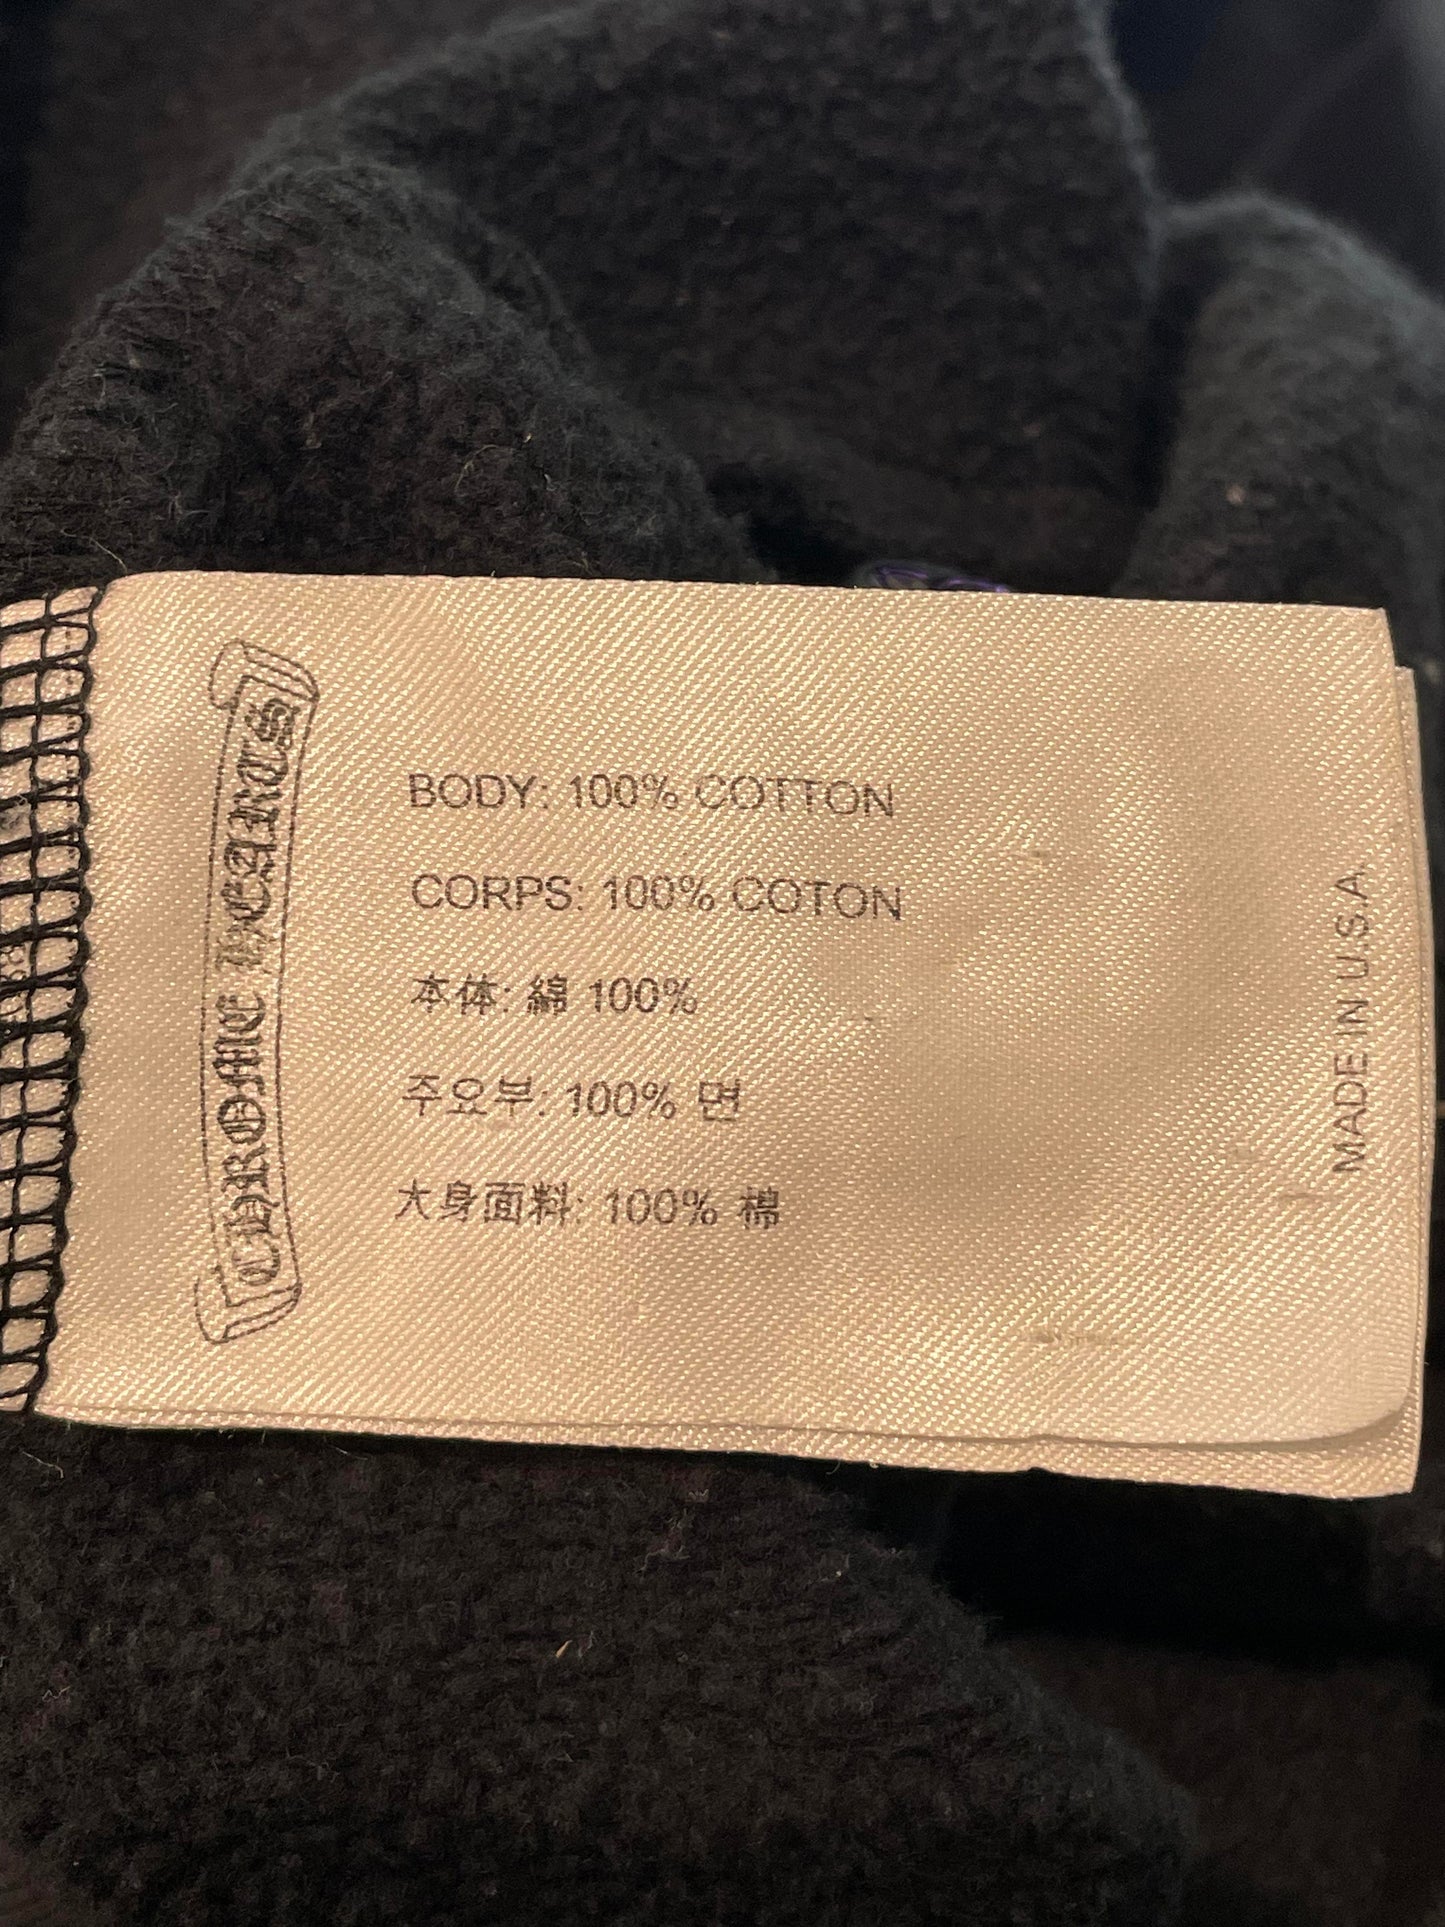 CHROME HEARTS
BODY: 100% COTTON
CORPS: 100% COTON
本体: 綿 100%
주요부: 100% 면
大身面料: 100% 棉
MADE IN U.S.A.